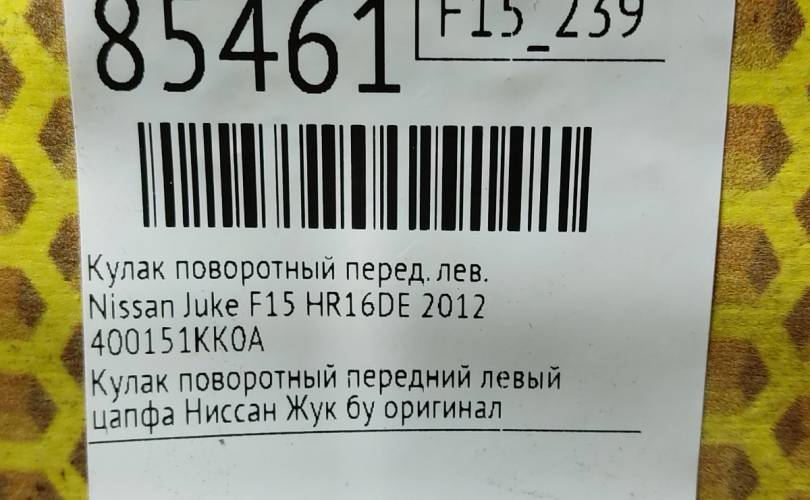 85461
F15_239
Кулак поворотный перед. лев.
Nissan Juke F15 HR16DE 2012
400151KK0A
Кулак поворотный передний левый
цапфа Ниссан Жук бу оригинал